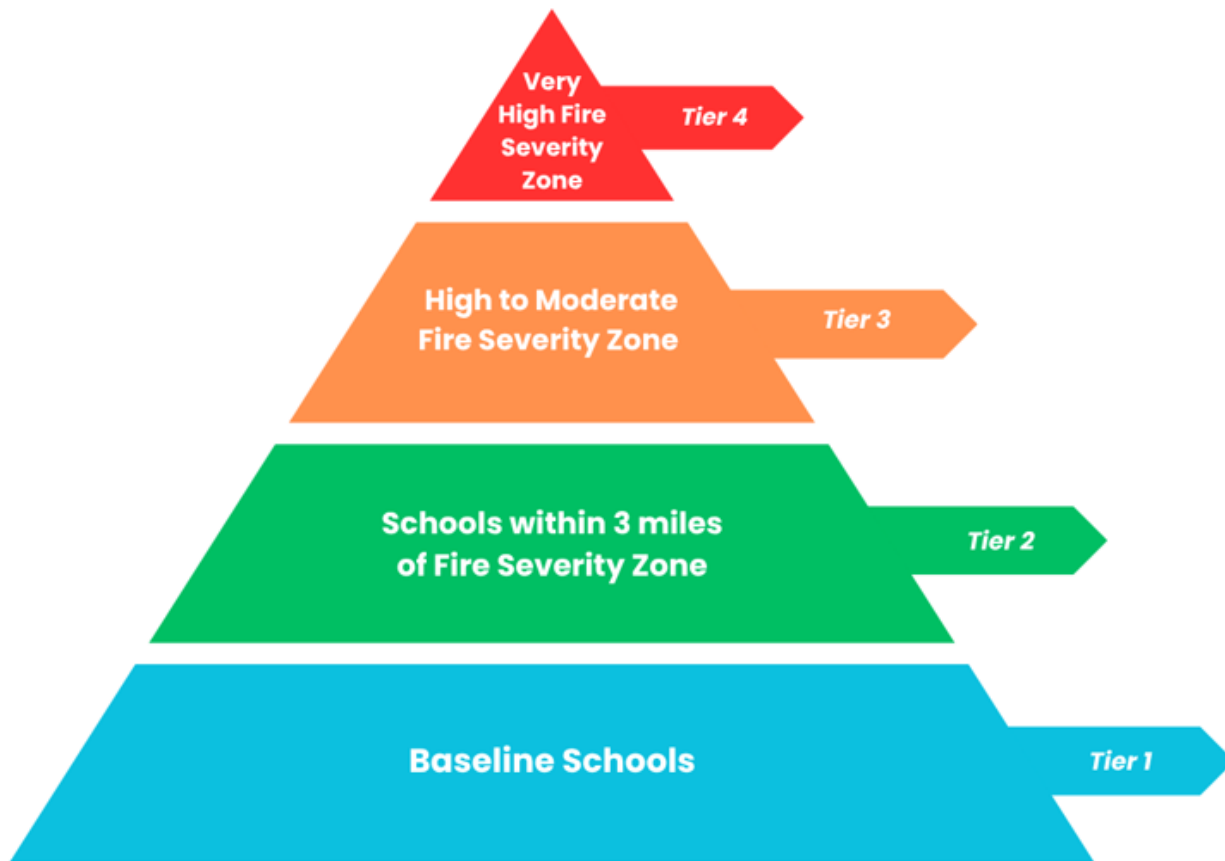 Very
High Fire
Severity
Zone
Tier 4
High to Moderate
Fire Severity Zone
Tier 3
Schools within 3 miles
of Fire Severity Zone
Tier 2
Baseline Schools
Tier 1